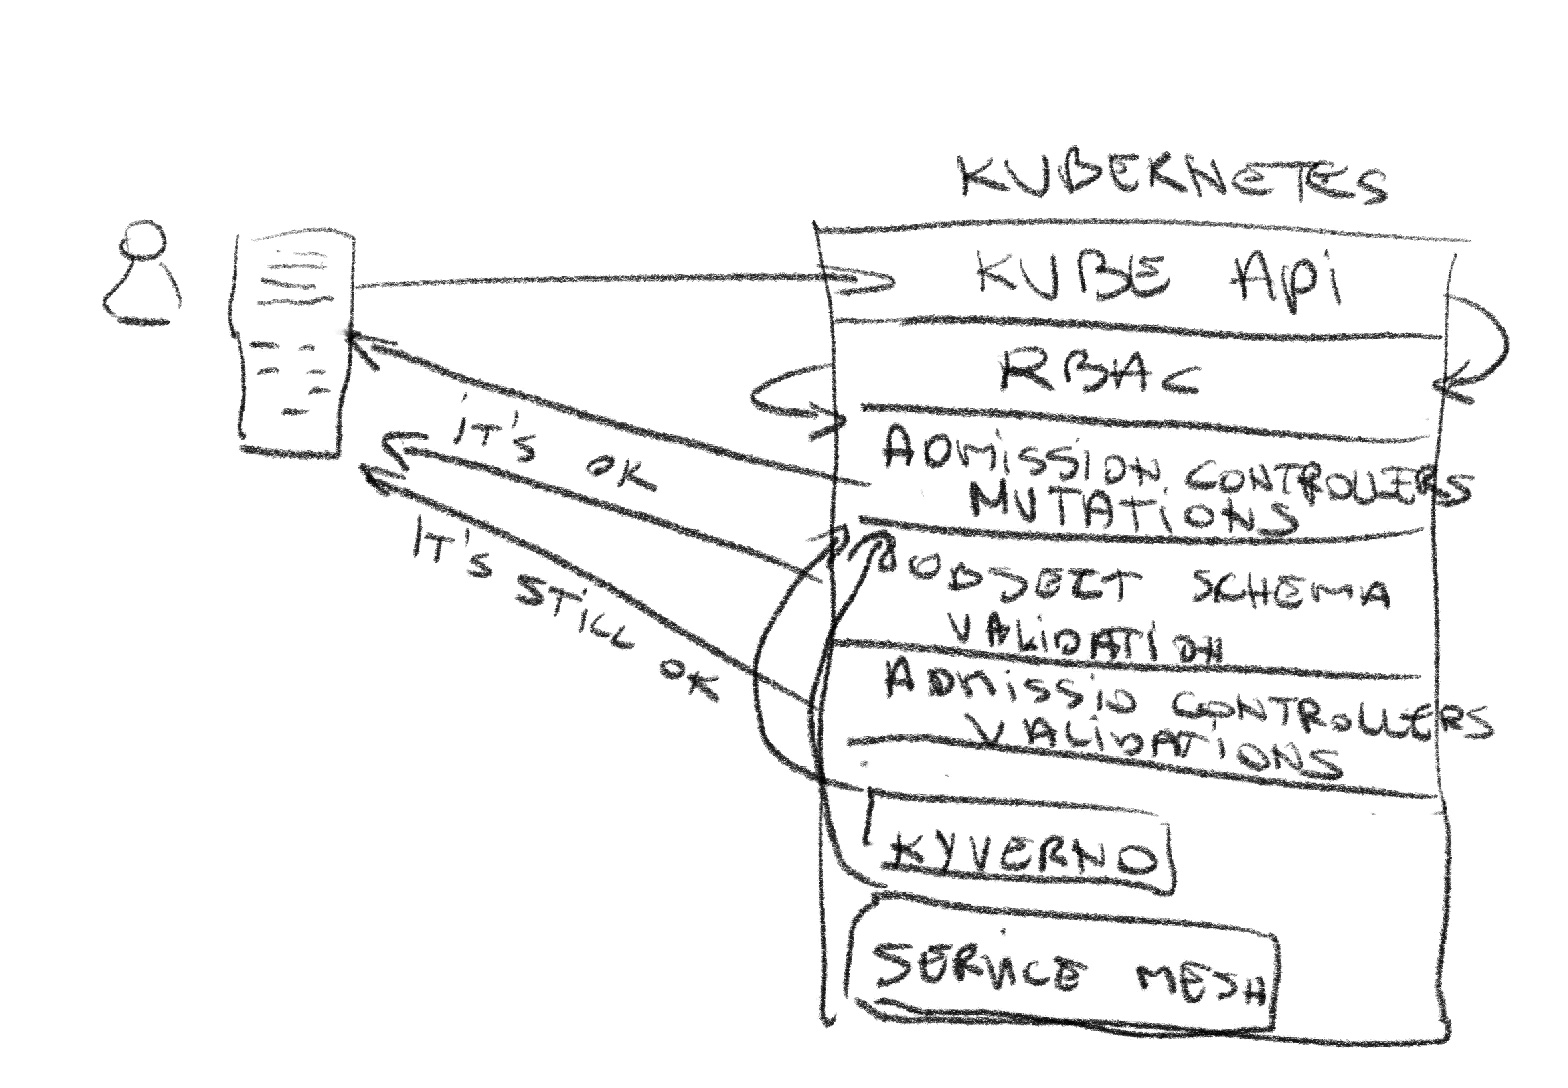 KUBERNETES
KUBE Api
RBAC
ADMISSION CONTROLLERS
MUTATIONS
OBJECT SCHEMA
VALIDATION
ADMISSIO CONTROLLERS
VALIDATIONS
KYVERNO
SERVICE MESH
IT'S OK
IT'S STILL OK